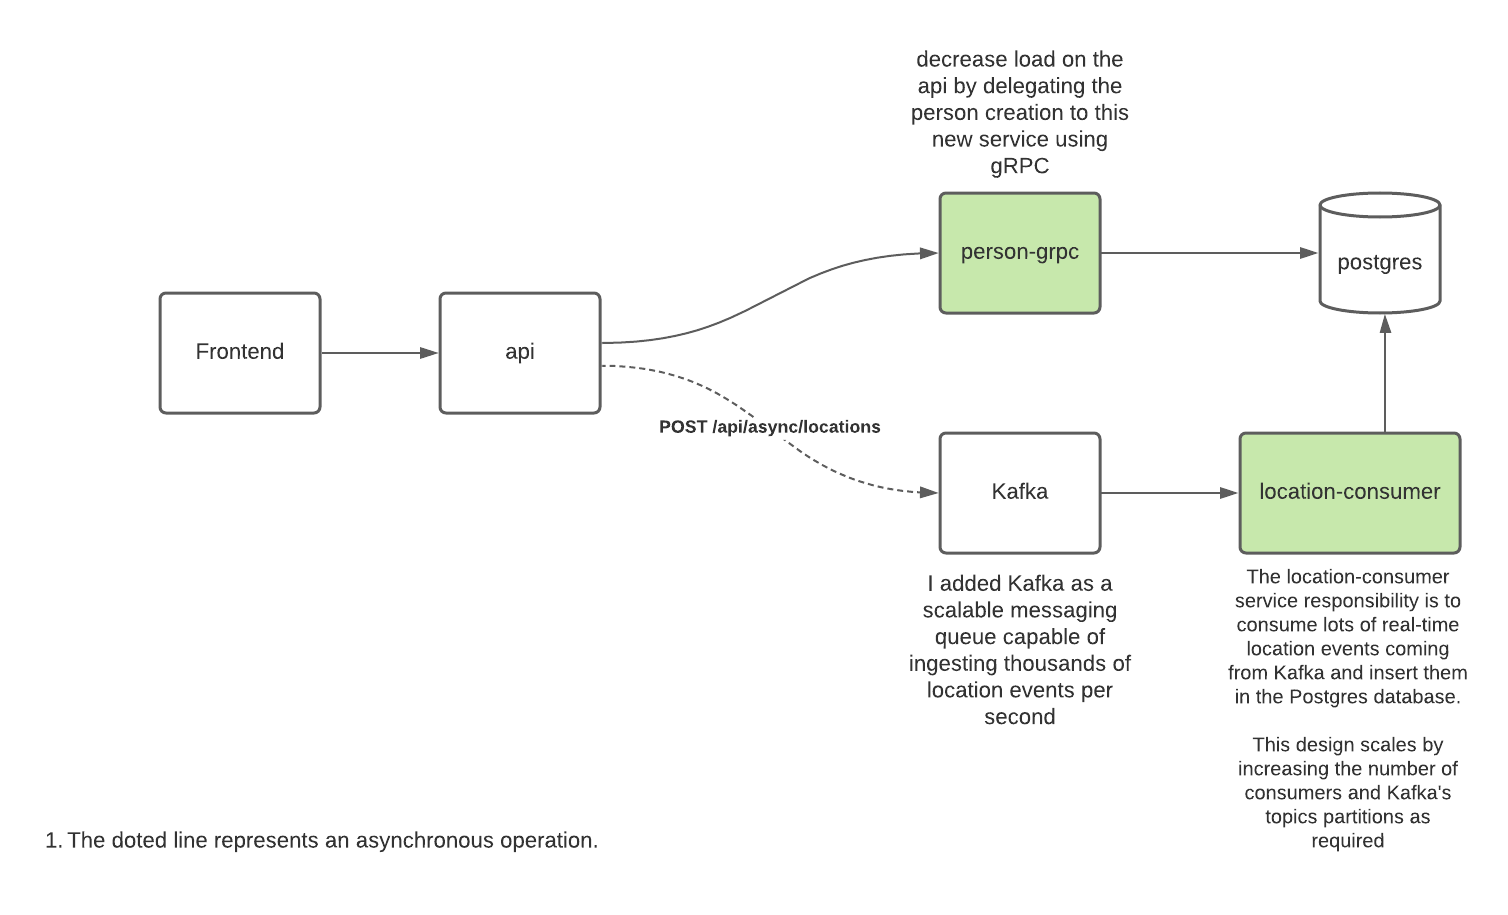 decrease load on the
api by delegating the
person creation to this
new service using
gRPC
person-grpc
postgres
Frontend
api
POST /api/async/locations
Kafka
location-consumer
I added Kafka as a
scalable messaging
queue capable of
ingesting thousands of
location events per
second
The location-consumer
service responsibility is to
consume lots of real-time
location events coming
from Kafka and insert them
in the Postgres database.
This design scales by
increasing the number of
consumers and Kafka's
topics partitions as
required
1. The doted line represents an asynchronous operation.